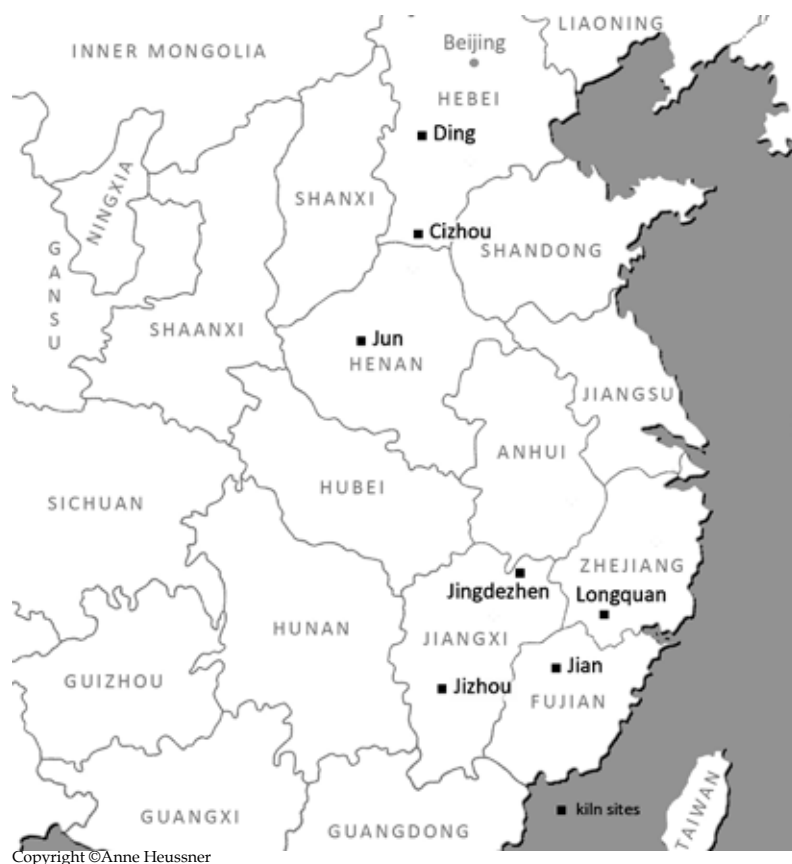 LIAONING
INNER MONGOLIA
Beijing
HEBEI
Ding
NINGXIA
SHANXI
Cizhou
SHANDONG
GANSU
SHAANXI
Jun
HENAN
JIANGSU
ANHUI
HUBEI
SICHUAN
ZHEJIANG
Jingdezhen
Longquan
HUNAN
JIANGXI
Jian
GUIZHOU
Jizhou
FUJIAN
TAIWAN
kiln sites
GUANGXI
GUANGDONG
Copyright ©Anne Heussner